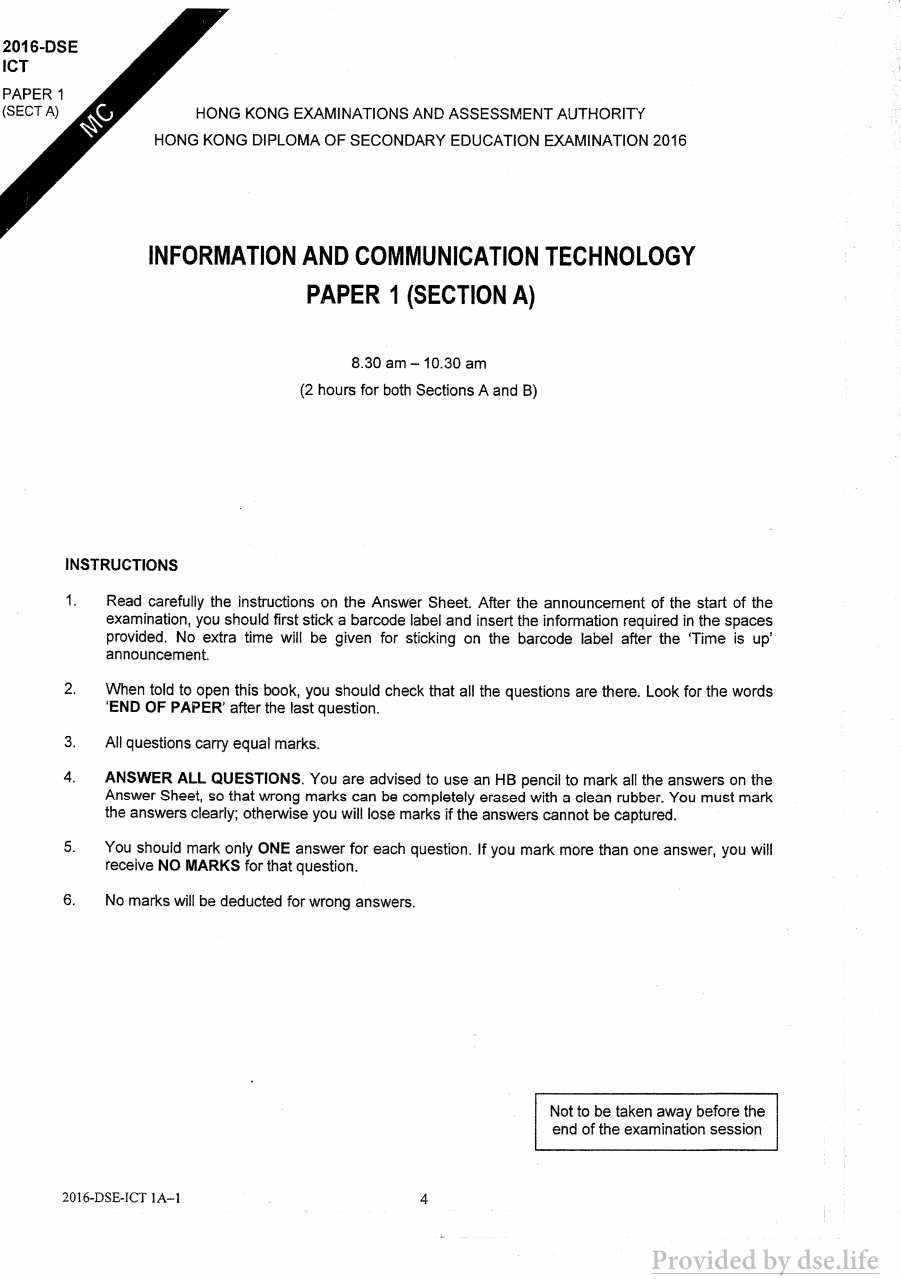 2016-DSE
ICT
PAPER 1
(SECT A)
MC
HONG KONG EXAMINATIONS AND ASSESSMENT AUTHORITY
HONG KONG DIPLOMA OF SECONDARY EDUCATION EXAMINATION 2016
INFORMATION AND COMMUNICATION TECHNOLOGY
PAPER 1 (SECTION A)
8.30 am – 10.30 am
(2 hours for both Sections A and B)
INSTRUCTIONS
1. Read carefully the instructions on the Answer Sheet. After the announcement of the start of the
examination, you should first stick a barcode label and insert the information required in the spaces
provided. No extra time will be given for sticking on the barcode label after the ‘Time is up’
announcement.
2. When told to open this book, you should check that all the questions are there. Look for the words
‘END OF PAPER’ after the last question.
3. All questions carry equal marks.
4. ANSWER ALL QUESTIONS. You are advised to use an HB pencil to mark all the answers on the
Answer Sheet, so that wrong marks can be completely erased with a clean rubber. You must mark
the answers clearly; otherwise you will lose marks if the answers cannot be captured.
5. You should mark only ONE answer for each question. If you mark more than one answer, you will
receive NO MARKS for that question.
6. No marks will be deducted for wrong answers.
Not to be taken away before the
end of the examination session
2016-DSE-ICT 1A–1
4
Provided by dse.life